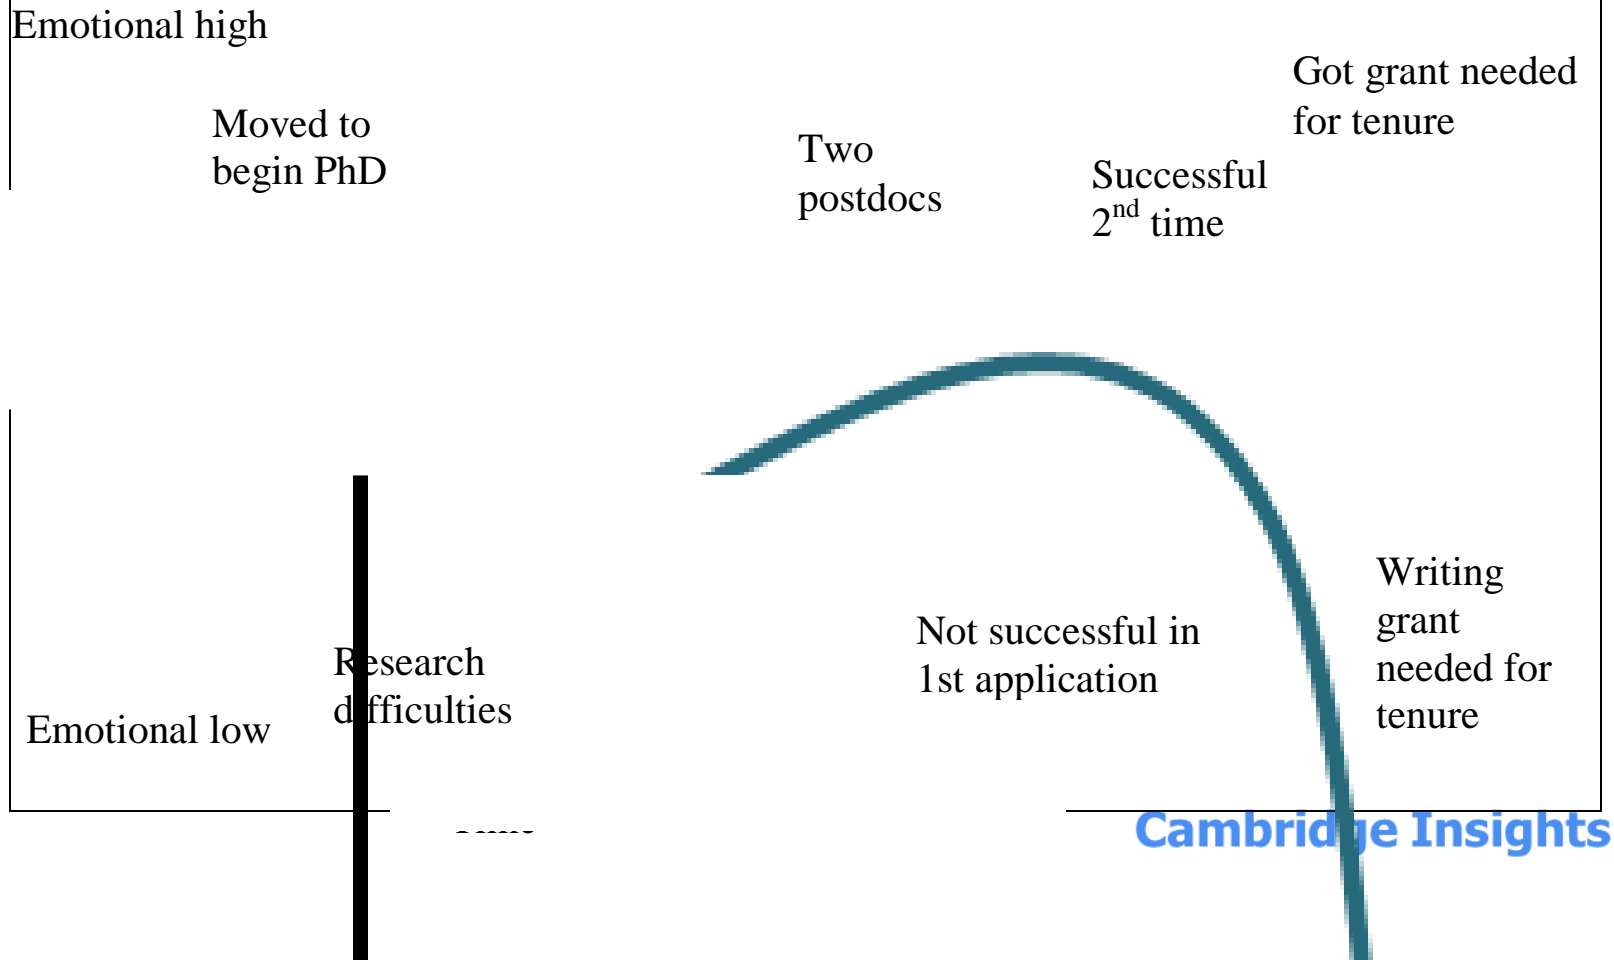 Emotional high
Moved to
begin PhD
Two
postdocs
Successful
2nd time
Got grant needed
for tenure
Research
difficulties
Emotional low
Not successful in
1st application
Writing
grant
needed for
tenure
Cambridge Insights